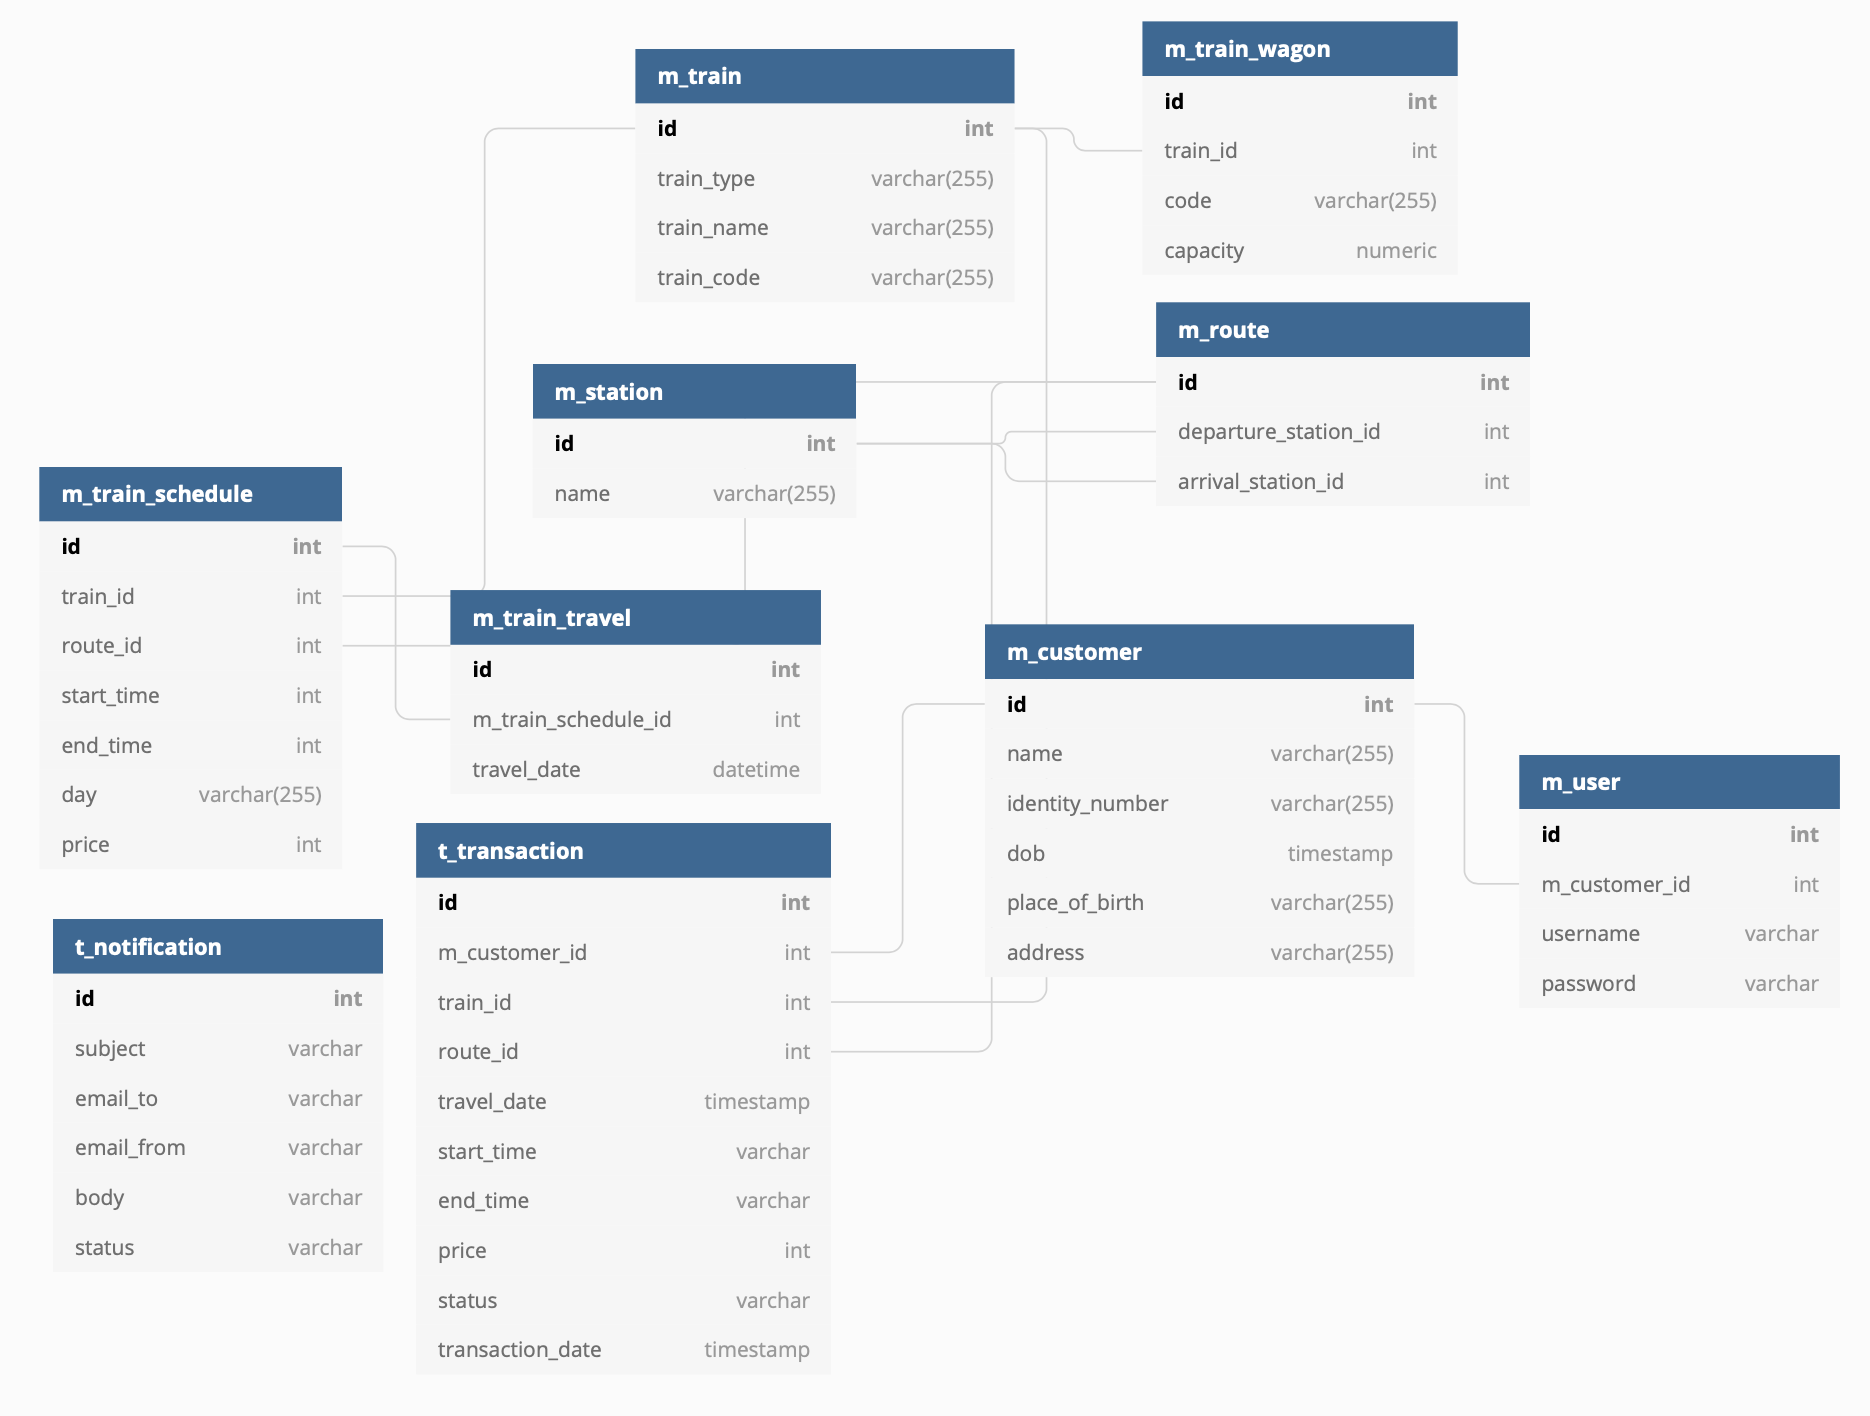 m_train
id int
train_type varchar(255)
train_name varchar(255)
train_code varchar(255)
m_train_wagon
id int
train_id int
code varchar(255)
capacity numeric
m_route
id int
departure_station_id int
arrival_station_id int
m_station
id int
name varchar(255)
m_train_schedule
id int
train_id int
route_id int
start_time int
end_time int
day varchar(255)
price int
m_train_travel
id int
m_train_schedule_id int
travel_date datetime
m_customer
id int
name varchar(255)
identity_number varchar(255)
dob timestamp
place_of_birth varchar(255)
address varchar(255)
m_user
id int
m_customer_id int
username varchar
password varchar
t_transaction
id int
m_customer_id int
train_id int
route_id int
travel_date timestamp
start_time varchar
end_time varchar
price int
status varchar
transaction_date timestamp
t_notification
id int
subject varchar
email_to varchar
email_from varchar
body varchar
status varchar